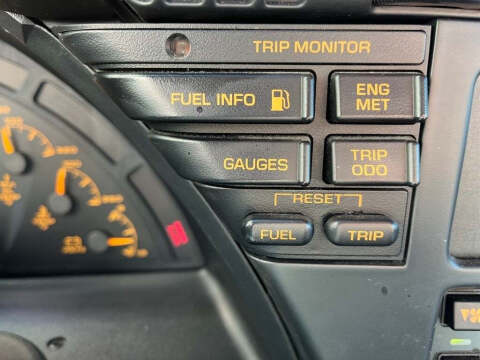 TRIP MONITOR
FUEL INFO
ENG
MET
GAUGES
TRIP
ODO
RESET
FUEL
TRIP